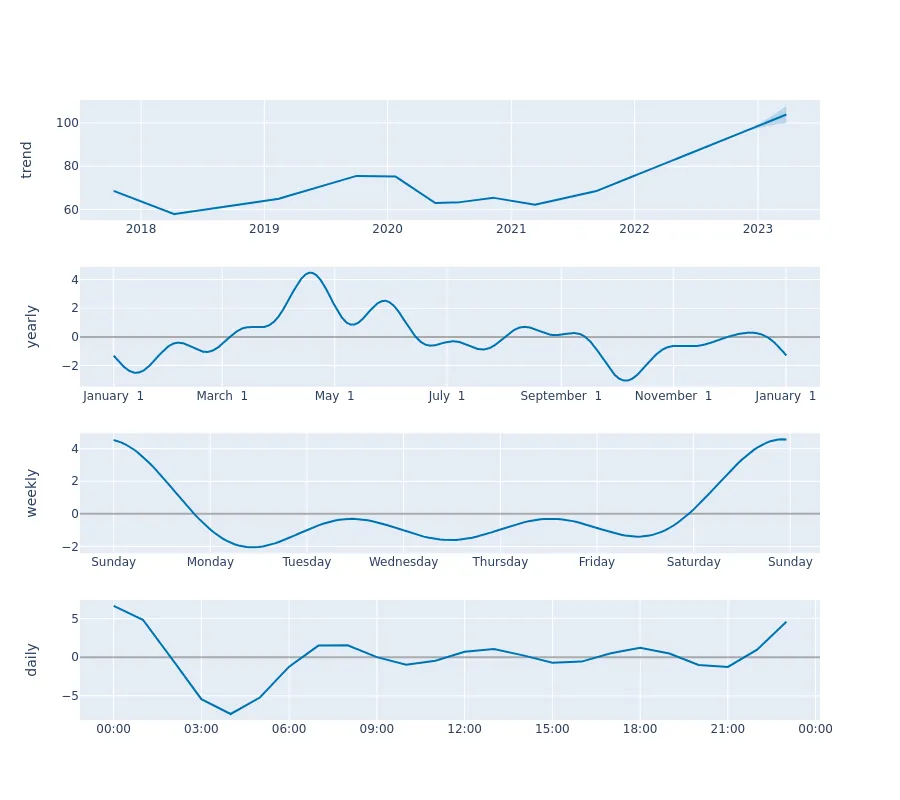 trend
100
80
60
2018 2019 2020 2021 2022 2023
yearly
4
2
0
−2
January 1 March 1 May 1 July 1 September 1 November 1 January 1
weekly
4
2
0
−2
Sunday Monday Tuesday Wednesday Thursday Friday Saturday Sunday
daily
5
0
−5
00:00 03:00 06:00 09:00 12:00 15:00 18:00 21:00 00:00